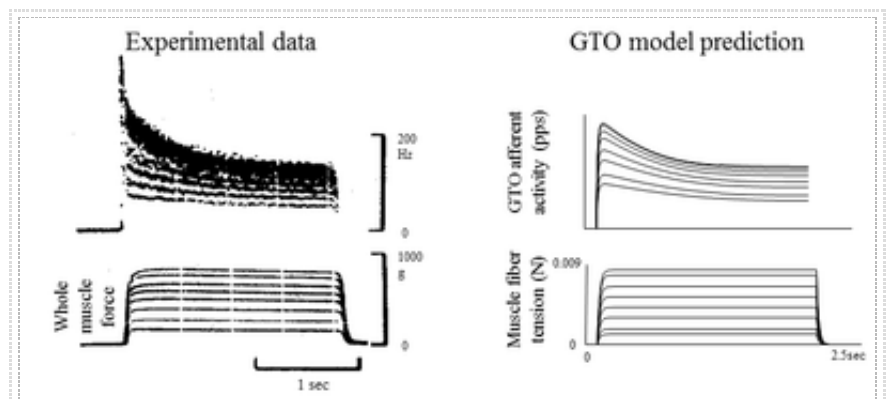 Experimental data
GTO model prediction
200
Hz
0
GTO afferent
activity (pps)
1000
g
0
Whole
muscle
force
1 sec
Muscle fiber
tension (N)
0.009
0
0
2.5sec